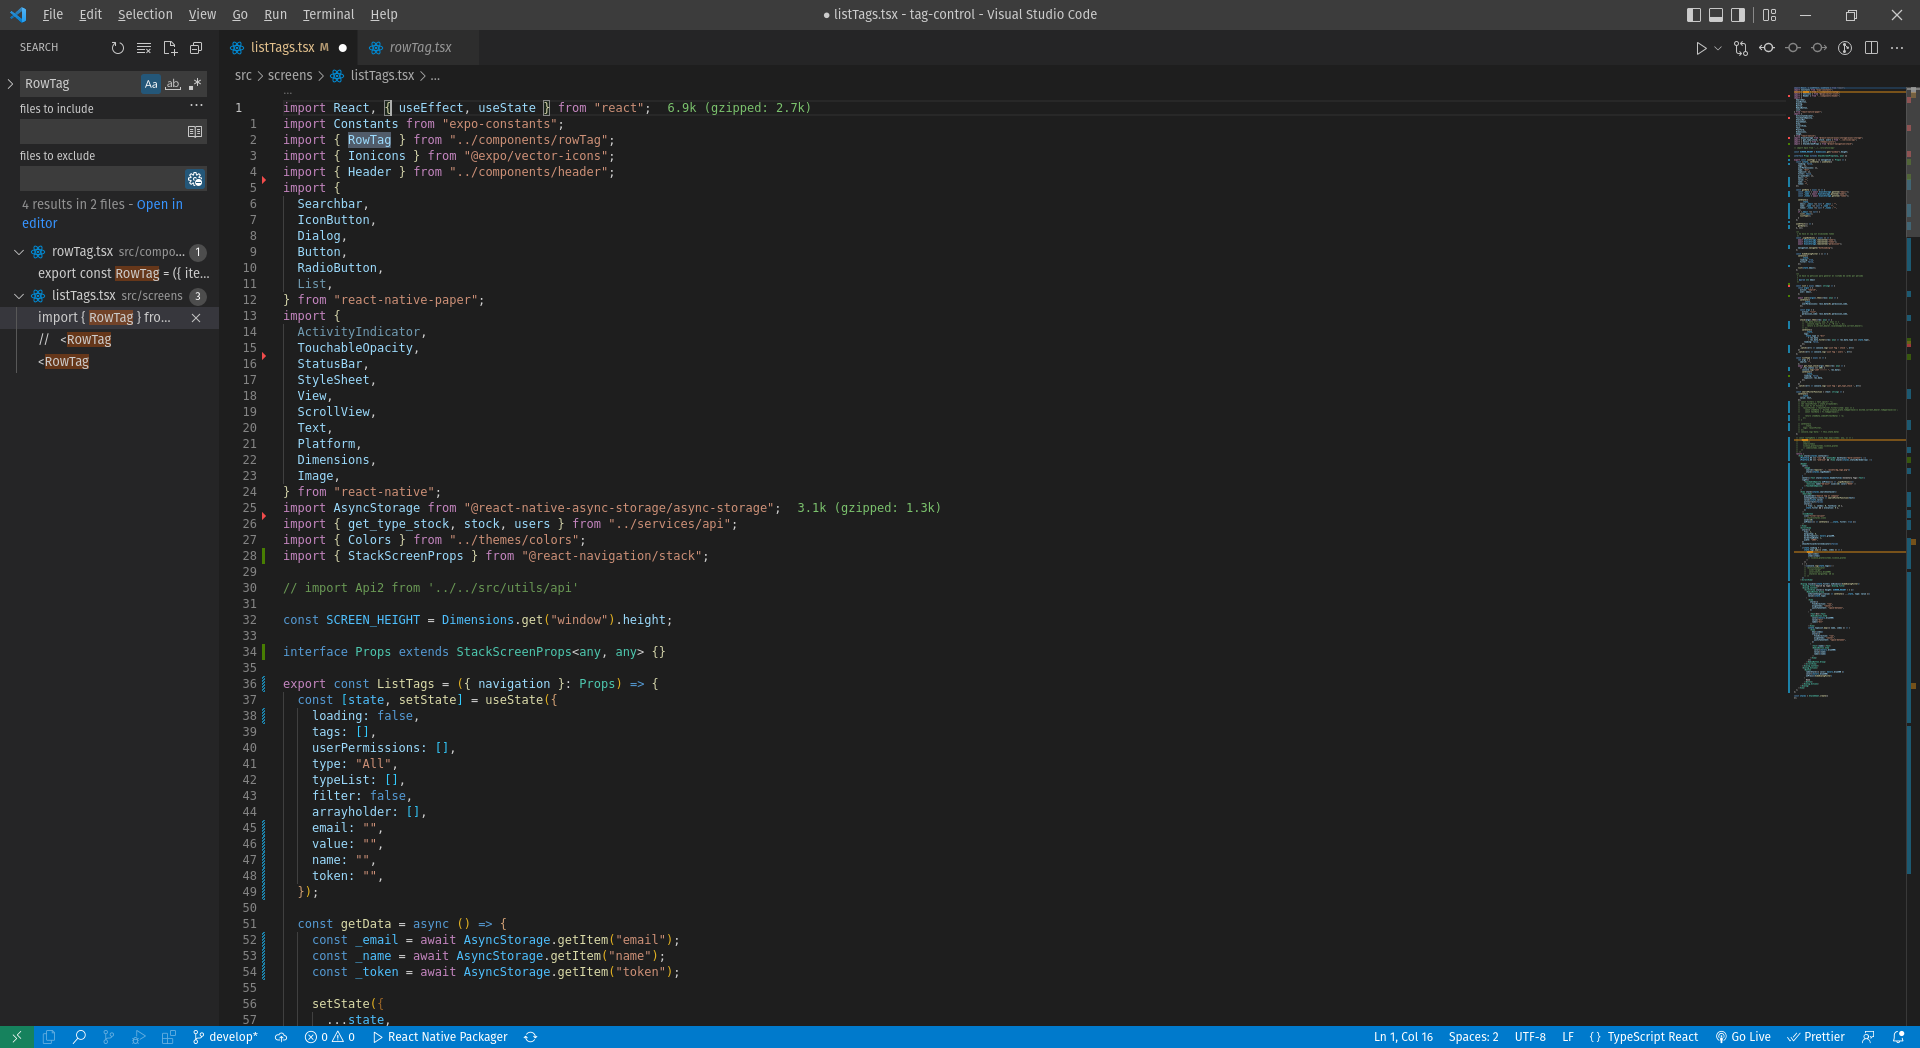 File Edit Selection View Go Run Terminal Help
● listTags.tsx - tag-control - Visual Studio Code
SEARCH
RowTag
Aa ab .*
files to include
...
files to exclude
4 results in 2 files - Open in
editor
rowTag.tsx src/compo... 1
export const RowTag = ({ ite...
listTags.tsx src/screens 3
import { RowTag } fro...
// <RowTag
<RowTag
listTags.tsx M ●
rowTag.tsx
src > screens > listTags.tsx > ...
...
1 import React, { useEffect, useState } from "react"; 6.9k (gzipped: 2.7k)
1 import Constants from "expo-constants";
2 import { RowTag } from "../components/rowTag";
3 import { Ionicons } from "@expo/vector-icons";
4 import { Header } from "../components/header";
5 import {
6 Searchbar,
7 IconButton,
8 Dialog,
9 Button,
10 RadioButton,
11 List,
12 } from "react-native-paper";
13 import {
14 ActivityIndicator,
15 TouchableOpacity,
16 StatusBar,
17 StyleSheet,
18 View,
19 ScrollView,
20 Text,
21 Platform,
22 Dimensions,
23 Image,
24 } from "react-native";
25 import AsyncStorage from "@react-native-async-storage/async-storage"; 3.1k (gzipped: 1.3k)
26 import { get_type_stock, stock, users } from "../services/api";
27 import { Colors } from "../themes/colors";
28 import { StackScreenProps } from "@react-navigation/stack";
29
30 // import Api2 from '../../src/utils/api'
31
32 const SCREEN_HEIGHT = Dimensions.get("window").height;
33
34 interface Props extends StackScreenProps<any, any> {}
35
36 export const ListTags = ({ navigation }: Props) => {
37 const [state, setState] = useState({
38 loading: false,
39 tags: [],
40 userPermissions: [],
41 type: "All",
42 typeList: [],
43 filter: false,
44 arrayholder: [],
45 email: "",
46 value: "",
47 name: "",
48 token: "",
49 });
50
51 const getData = async () => {
52 const _email = await AsyncStorage.getItem("email");
53 const _name = await AsyncStorage.getItem("name");
54 const _token = await AsyncStorage.getItem("token");
55
56 setState({
57 ...state,
develop* 0 0 React Native Packager
Ln 1, Col 16 Spaces: 2 UTF-8 LF {} TypeScript React Go Live Prettier